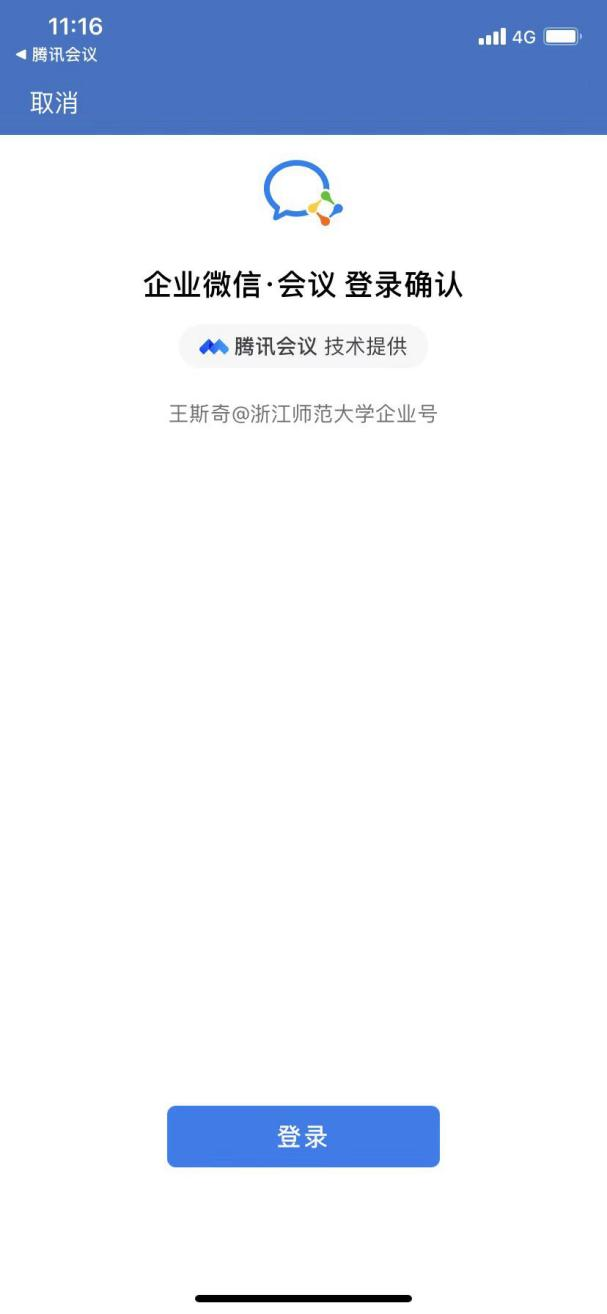 11:16
4G
◀ 腾讯会议
取消
企业微信·会议 登录确认
腾讯会议 技术提供
王斯奇@浙江师范大学企业号
登录